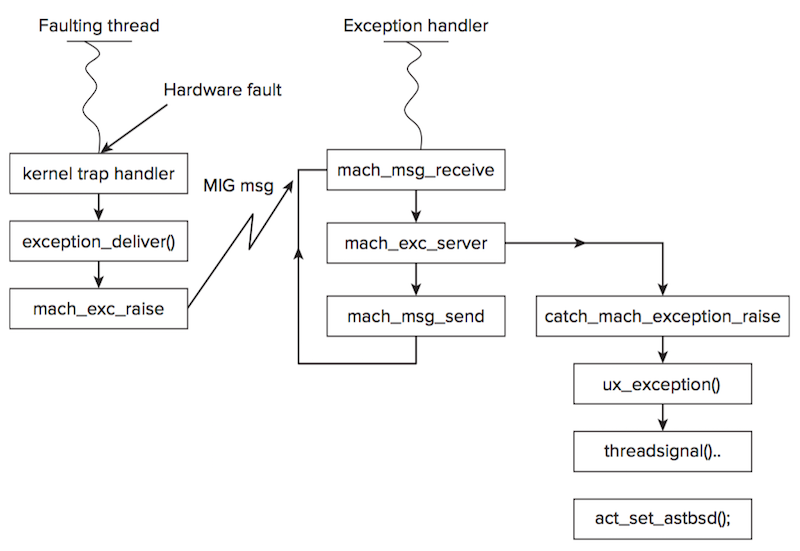 Faulting thread
Exception handler
Hardware fault
kernel trap handler
MIG msg
mach_msg_receive
exception_deliver()
mach_exc_server
mach_exc_raise
mach_msg_send
catch_mach_exception_raise
ux_exception()
threadsignal()..
act_set_astbsd();